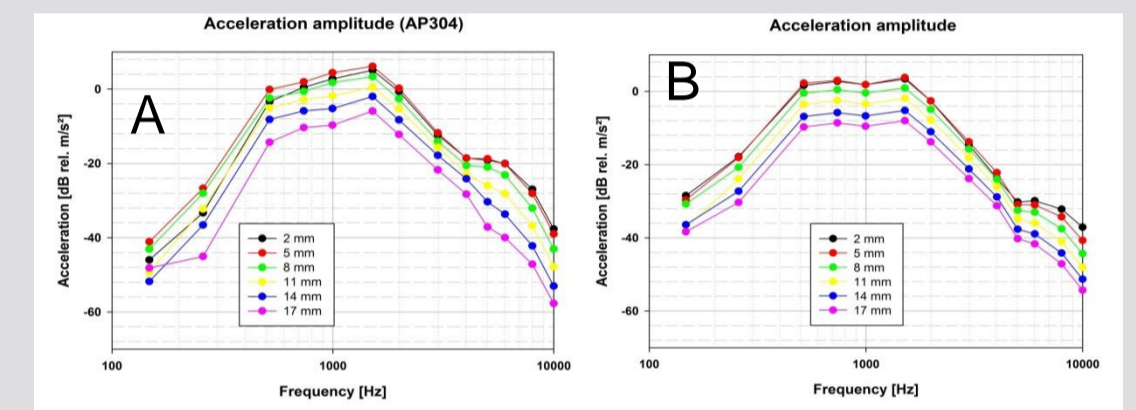 Acceleration amplitude (AP304)
A
Acceleration [dB rel. m/s²]
0
-20
-40
-60
2 mm
5 mm
8 mm
11 mm
14 mm
17 mm
100
1000
10000
Frequency [Hz]
Acceleration amplitude
B
Acceleration [dB rel. m/s²]
0
-20
-40
-60
2 mm
5 mm
8 mm
11 mm
14 mm
17 mm
100
1000
10000
Frequency [Hz]